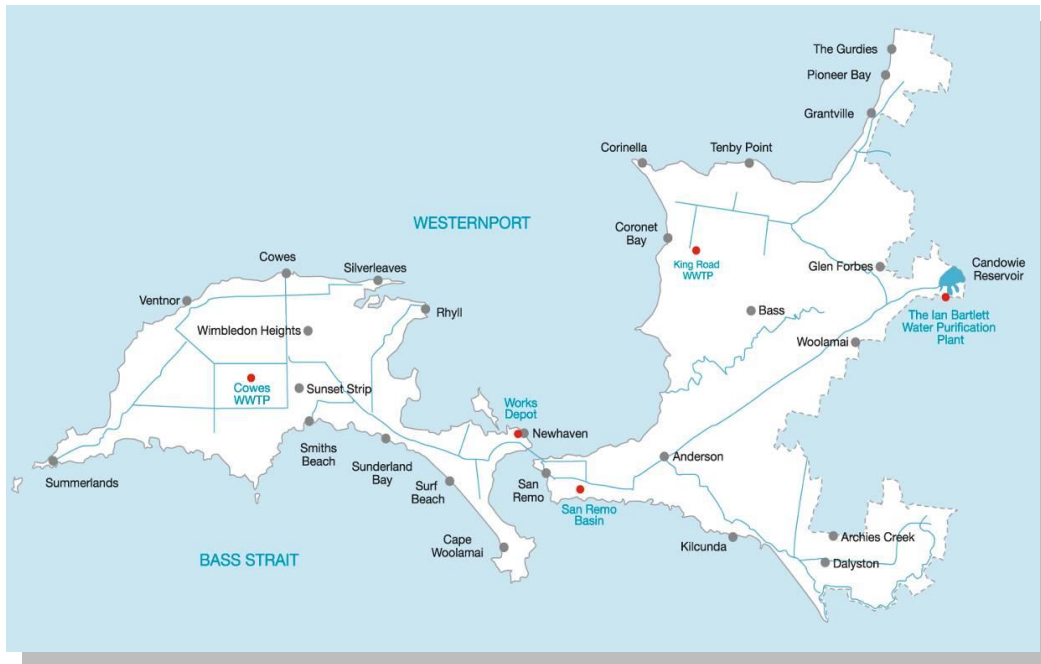 The Gurdies
Pioneer Bay
Grantville
Corinella
Tenby Point
WESTERNPORT
Coronet
Bay
King Road
WWTP
Glen Forbes
Candowie
Reservoir
The Ian Bartlett
Water Purification
Plant
Bass
Woolamai
Cowes
Silverleaves
Ventnor
Rhyll
Wimbledon Heights
Cowes
WWTP
Sunset Strip
Works
Depot
Newhaven
Smiths
Beach
Sunderland
Bay
Surf
Beach
Summerlands
San
Remo
San Remo
Basin
Anderson
Cape
Woolamai
Kilcunda
Archies Creek
Dalyston
BASS STRAIT